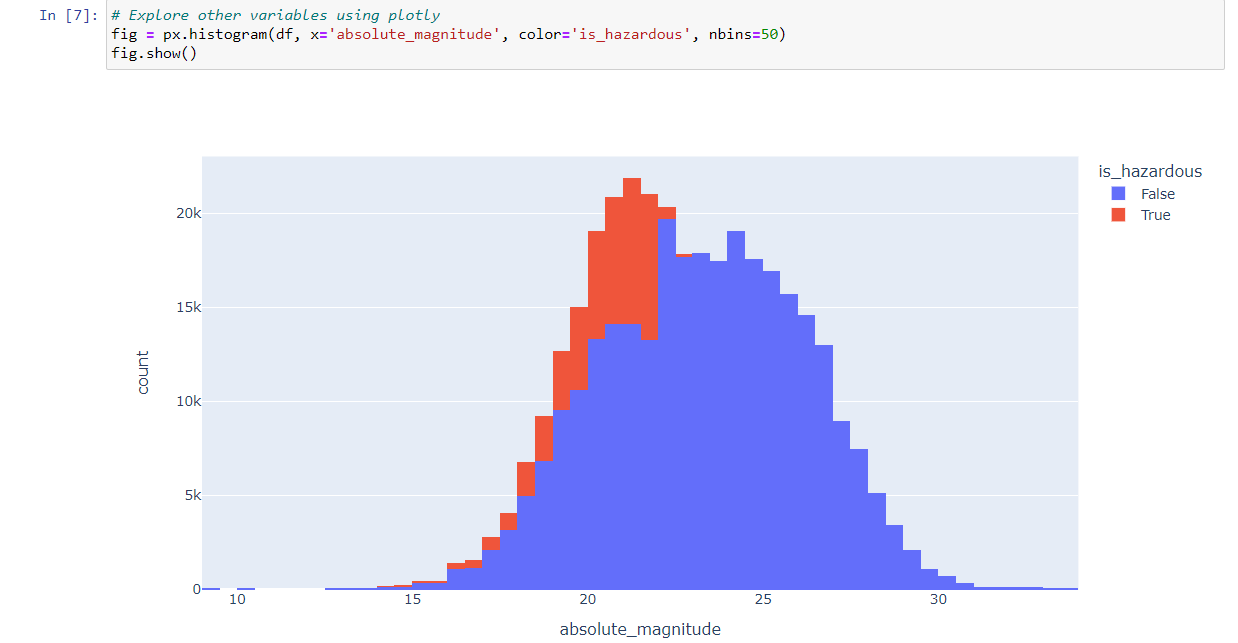 In [7]: # Explore other variables using plotly
fig = px.histogram(df, x='absolute_magnitude', color='is_hazardous', nbins=50)
fig.show()
is_hazardous
False
True
20k
15k
10k
5k
0
count
10 15 20 25 30
absolute_magnitude